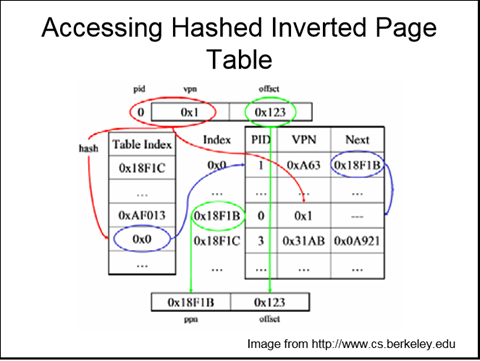 Accessing Hashed Inverted Page
Table
pid vpn offset
0 0x1 0x123
hash
Table Index Index PID VPN Next
0x18F1C 0x0 1 0xA63 0x18F1B
... ... ... ...
0xAF013 0x18F1B 0 0x1 ---
0x0 0x18F1C 3 0x31AB 0x0A921
... ... ... ...
0x18F1B 0x123
ppn offset
Image from http://www.cs.berkeley.edu